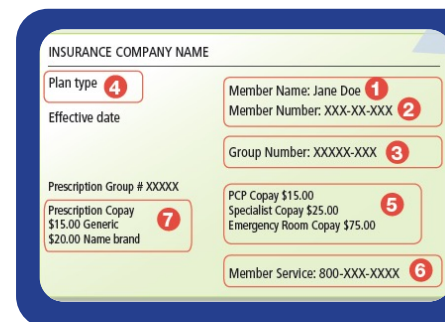 INSURANCE COMPANY NAME
Plan type 4
Effective date
Member Name: Jane Doe 1
Member Number: XXX-XX-XXX 2
Group Number: XXXXX-XXX 3
Prescription Group # XXXXX
Prescription Copay
$15.00 Generic
$20.00 Name brand
7
PCP Copay $15.00
Specialist Copay $25.00
Emergency Room Copay $75.00
5
Member Service: 800-XXX-XXXX 6